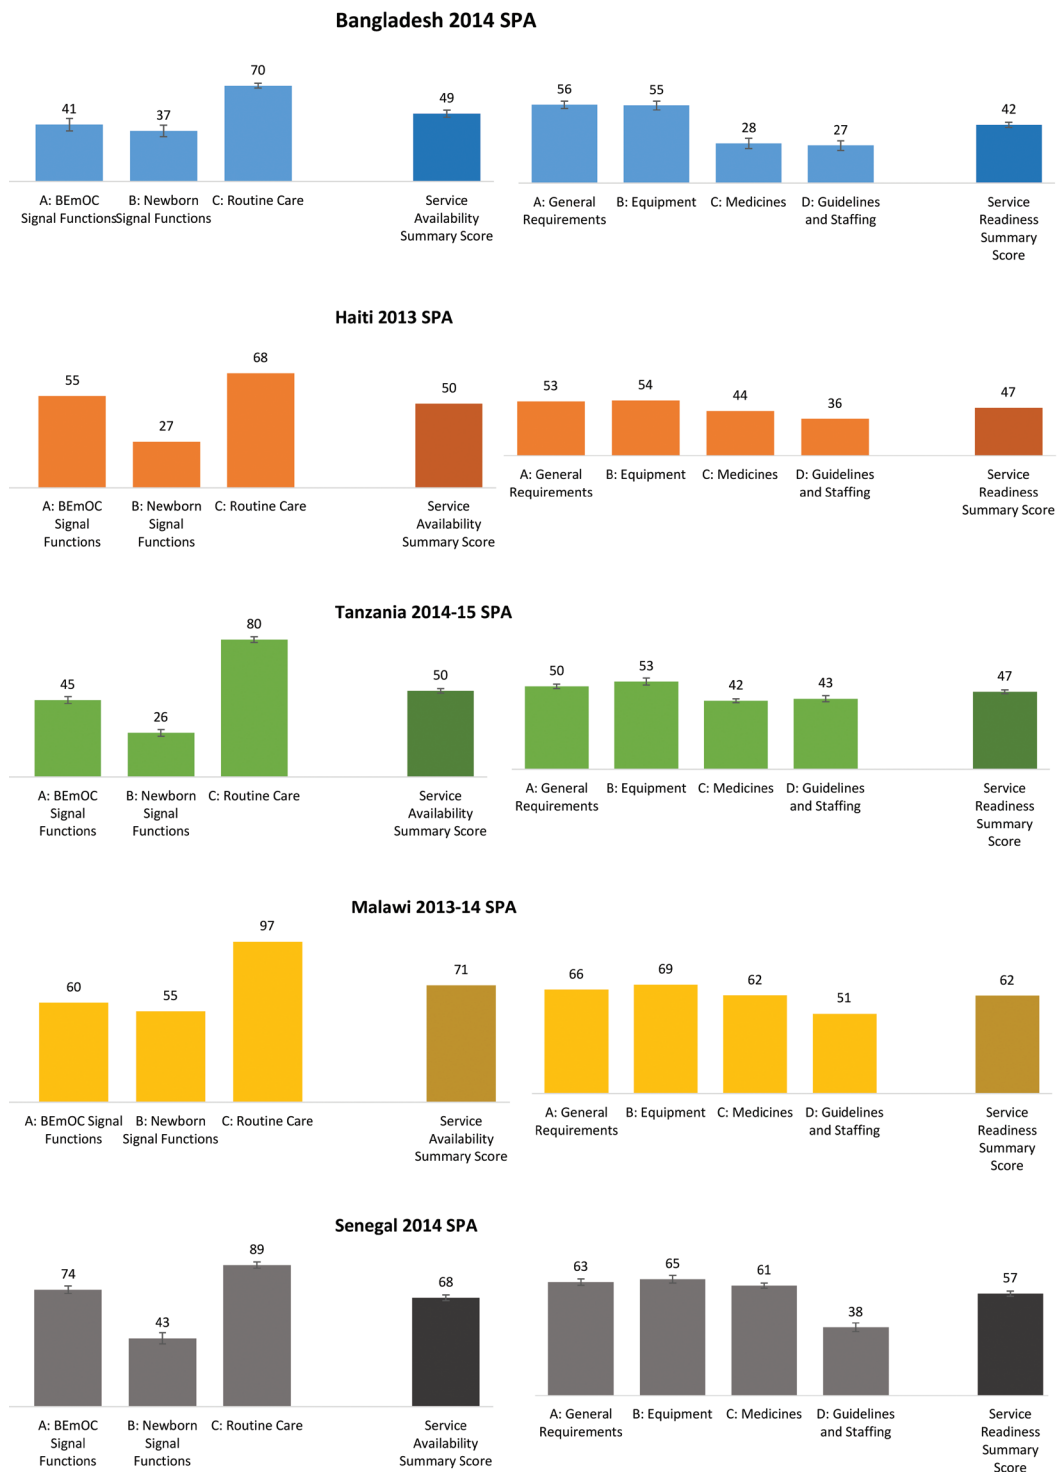 Bangladesh 2014 SPA
41
37
70
49
A: BEmOC
Signal Functions
B: Newborn
Signal Functions
C: Routine Care
Service
Availability
Summary Score
56
55
28
27
42
A: General
Requirements
B: Equipment
C: Medicines
D: Guidelines
and Staffing
Service
Readiness
Summary
Score
Haiti 2013 SPA
55
27
68
50
A: BEmOC
Signal
Functions
B: Newborn
Signal
Functions
C: Routine Care
Service
Availability
Summary Score
53
54
44
36
47
A: General
Requirements
B: Equipment
C: Medicines
D: Guidelines
and Staffing
Service
Readiness
Summary Score
Tanzania 2014-15 SPA
45
26
80
50
A: BEmOC
Signal
Functions
B: Newborn
Signal
Functions
C: Routine Care
Service
Availability
Summary Score
50
53
42
43
47
A: General
Requirements
B: Equipment
C: Medicines
D: Guidelines
and Staffing
Service
Readiness
Summary
Score
Malawi 2013-14 SPA
60
55
97
71
A: BEmOC Signal
Functions
B: Newborn
Signal Functions
C: Routine Care
Service
Availability
Summary Score
66
69
62
51
62
A: General
Requirements
B: Equipment
C: Medicines
D: Guidelines
and Staffing
Service
Readiness
Summary
Score
Senegal 2014 SPA
74
43
89
68
A: BEmOC
Signal
Functions
B: Newborn
Signal
Functions
C: Routine Care
Service
Availability
Summary Score
63
65
61
38
57
A: General
Requirements
B: Equipment
C: Medicines
D: Guidelines
and Staffing
Service
Readiness
Summary
Score